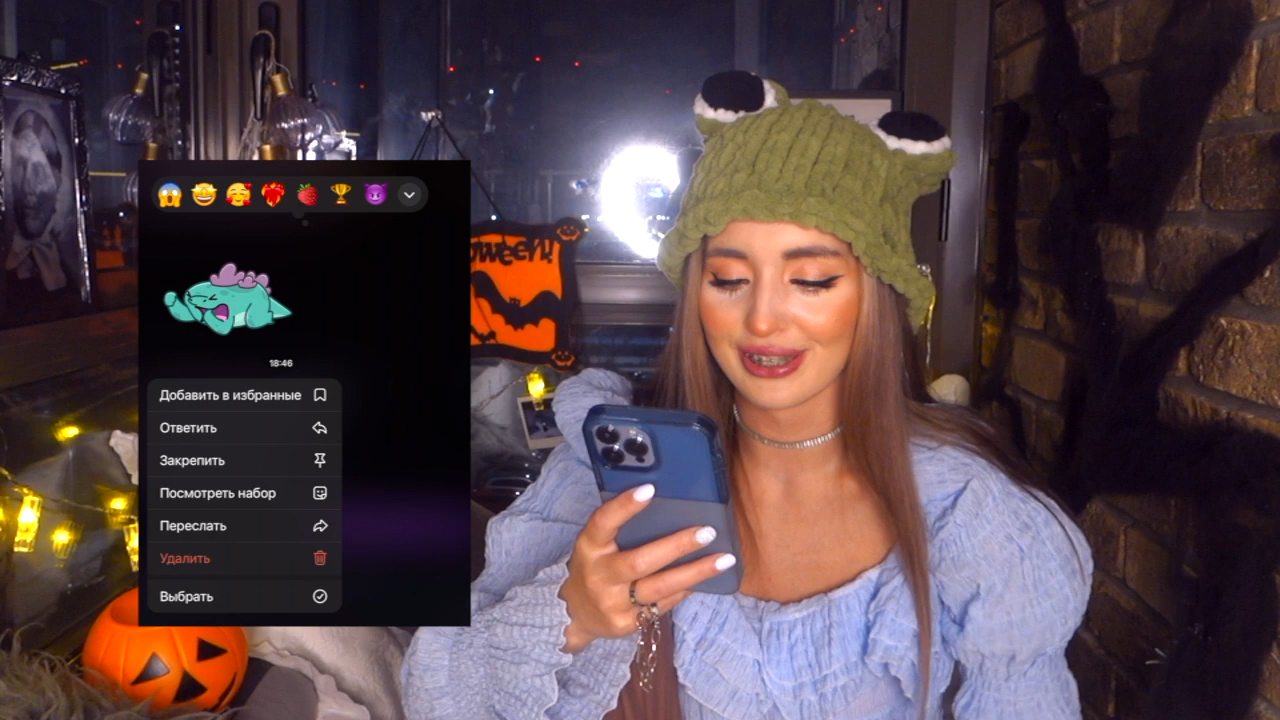 18:46
Добавить в избранные
Ответить
Закрепить
Посмотреть набор
Переслать
Удалить
Выбрать